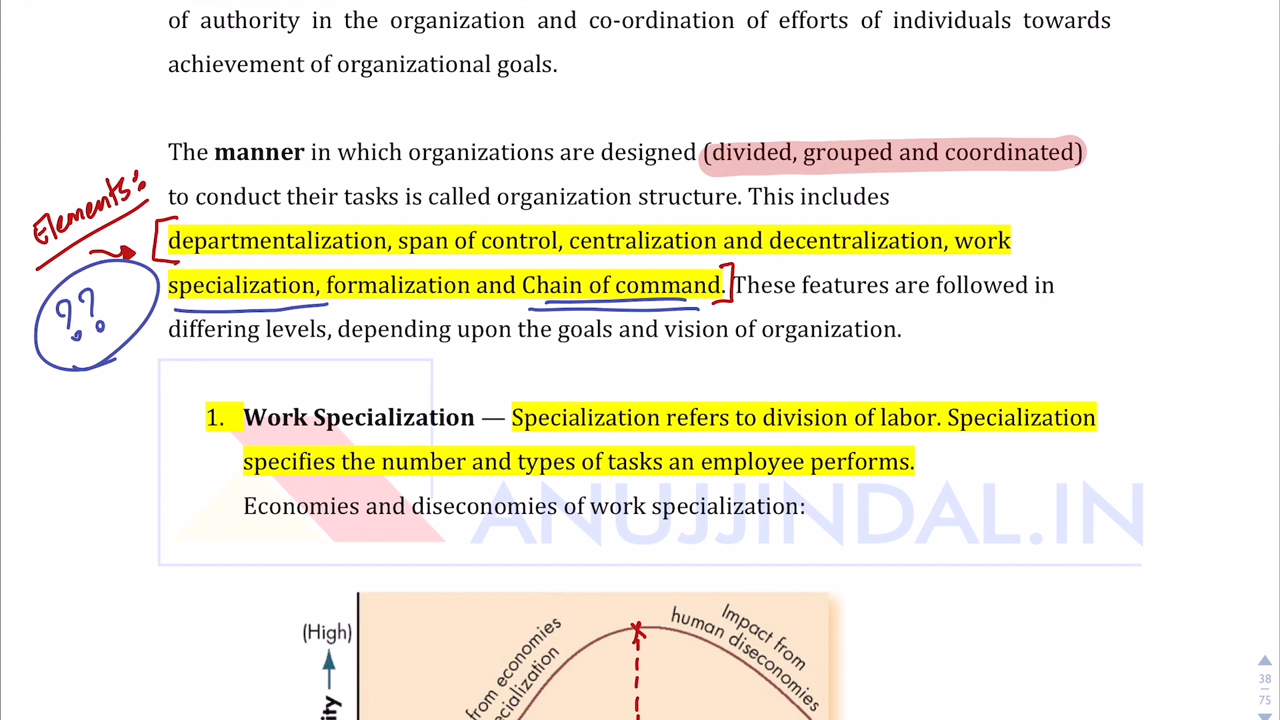 of authority in the organization and co-ordination of efforts of individuals towards
achievement of organizational goals.
The manner in which organizations are designed (divided, grouped and coordinated)
to conduct their tasks is called organization structure. This includes
Elements:
departmentalization, span of control, centralization and decentralization, work
specialization, formalization and Chain of command. These features are followed in
??
differing levels, depending upon the goals and vision of organization.
1. Work Specialization — Specialization refers to division of labor. Specialization
specifies the number and types of tasks an employee performs.
Economies and diseconomies of work specialization:
ANUJJINDAL.IN
(High)
from economies
Impact from
human diseconomies
38
75